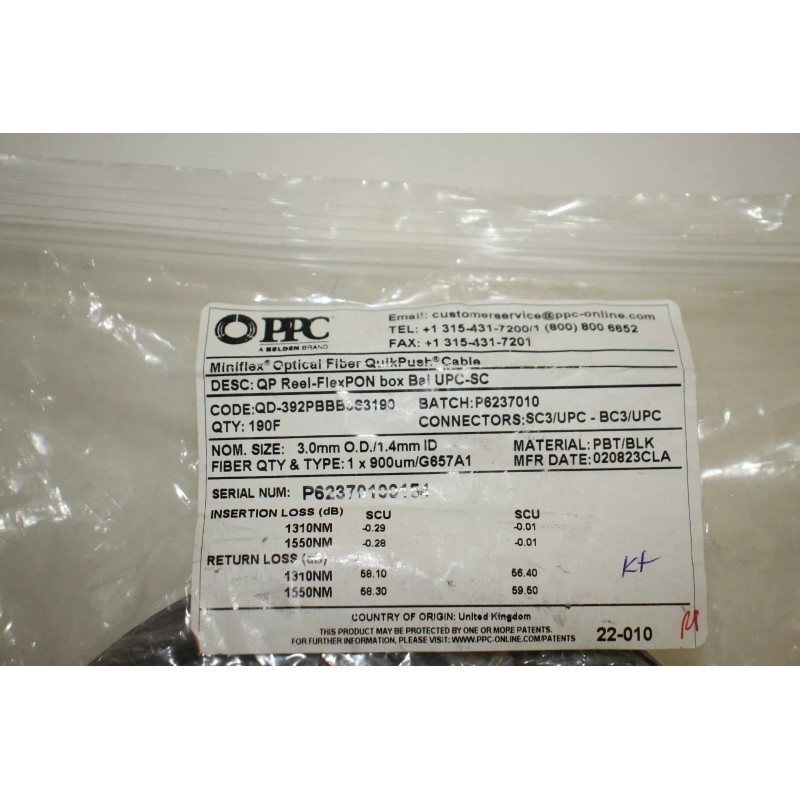 PPC
A BELDEN BRAND
Email: customerservice@ppc-online.com
TEL: +1 315-431-7200/1 (800) 800 6652
FAX: +1 315-431-7201
Miniflex® Optical Fiber QuikPush® Cable
DESC: QP Reel-FlexPON box Bal UPC-SC
CODE: BATCH:P6237010
QTY: 190F CONNECTORS:SC3/UPC - BC3/UPC
NOM. SIZE: 3.0mm O.D./1.4mm ID MATERIAL: PBT/BLK
FIBER QTY & TYPE: 1 x 900um/G657A1 MFR DATE: 020823CLA
SERIAL NUM:
INSERTION LOSS (dB) SCU SCU
1310NM -0.29 -0.01
1550NM -0.28 -0.01
RETURN LOSS (dB)
1310NM 58.10 56.40
1550NM 58.30 59.60
Kt
COUNTRY OF ORIGIN: United Kingdom
THIS PRODUCT MAY BE PROTECTED BY ONE OR MORE PATENTS.
FOR FURTHER INFORMATION, PLEASE VISIT: WWW.PPC-ONLINE.COM/PATENTS
22-010